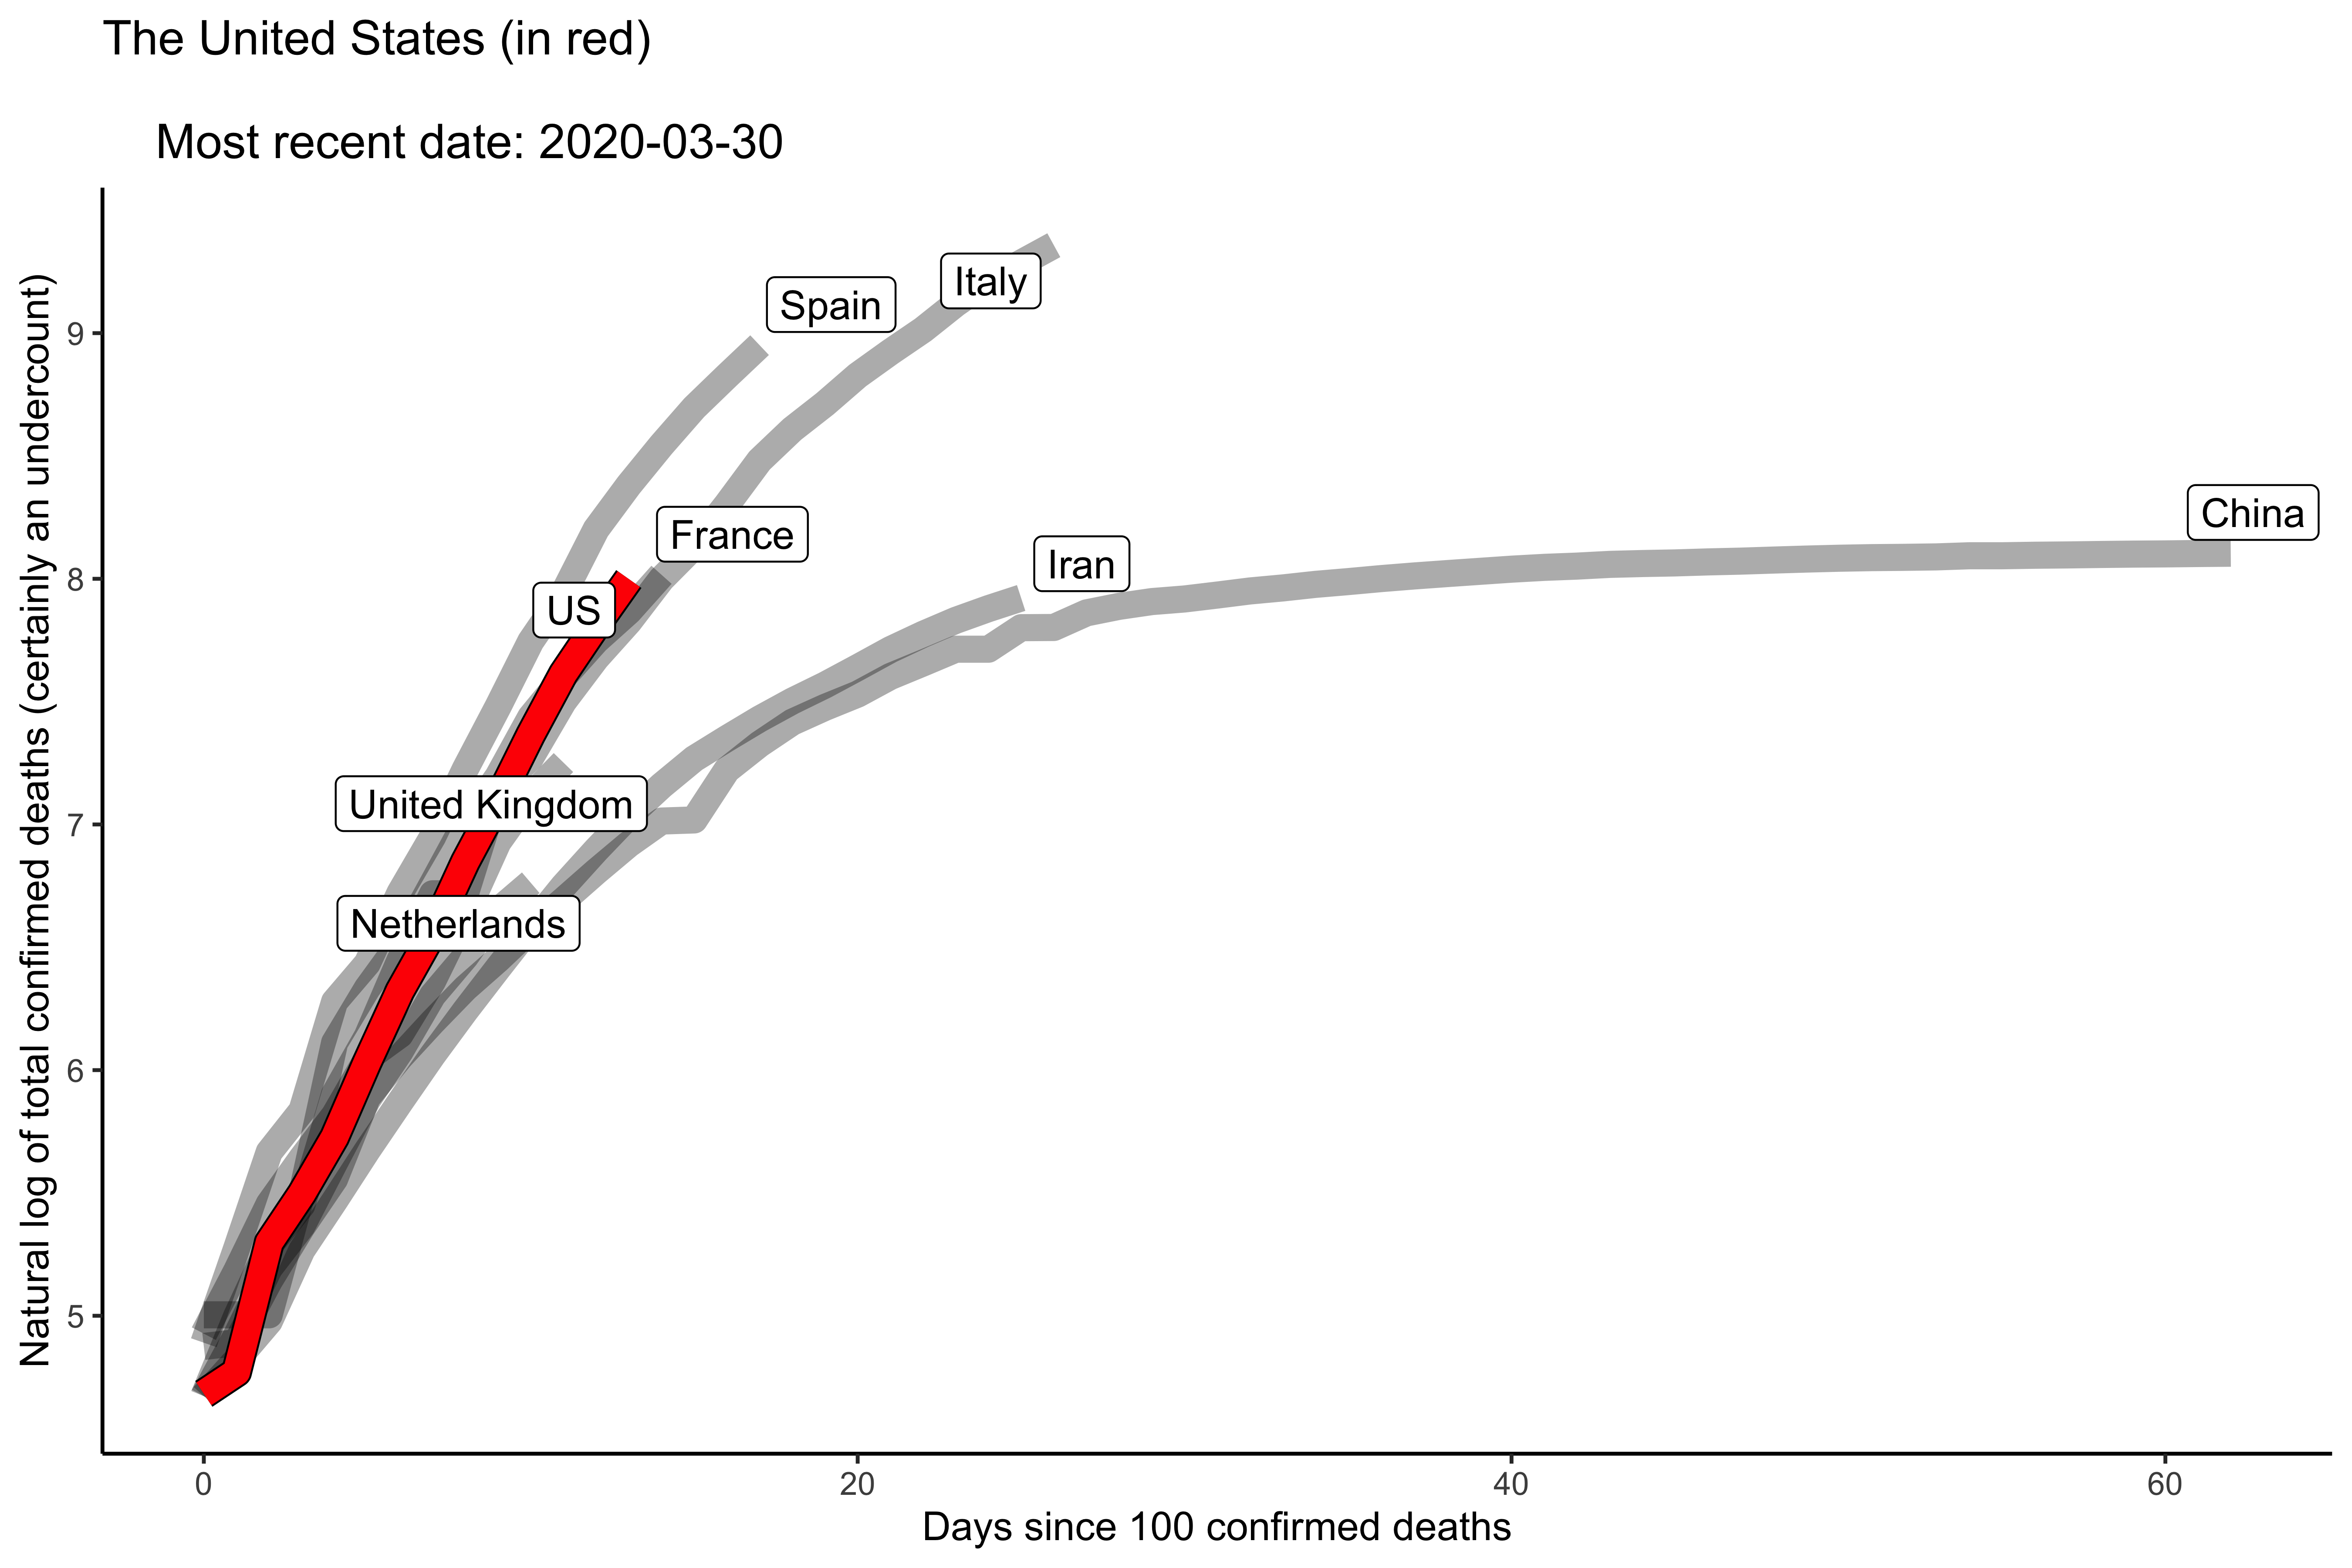 The United States (in red)
Most recent date: 2020-03-30
Natural log of total confirmed deaths (certainly an undercount)
9
8
7
6
5
Italy
Spain
China
France
Iran
US
United Kingdom
Netherlands
0
20
40
60
Days since 100 confirmed deaths